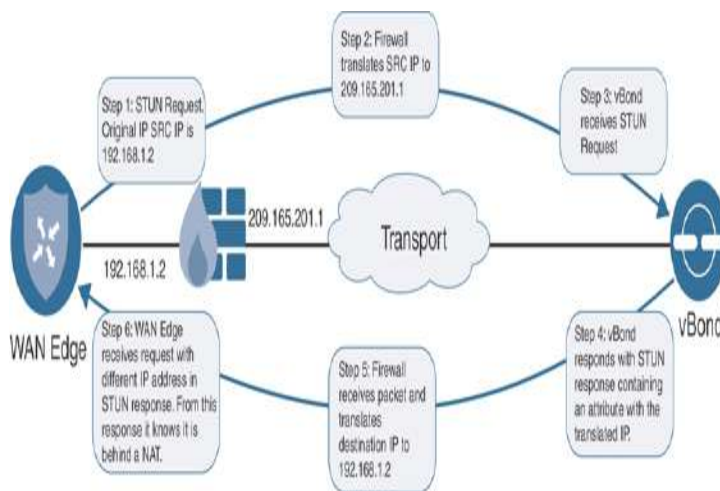 Step 1: STUN Request.
Original IP SRC IP is
192.168.1.2
Step 2: Firewall
translates SRC IP to
209.165.201.1
Step 3: vBond
receives STUN
Request
209.165.201.1
192.168.1.2
Transport
WAN Edge
vBond
Step 4: vBond
responds with STUN
response containing
an attribute with the
translated IP.
Step 5: Firewall
receives packet and
translates
destination IP to
192.168.1.2
Step 6: WAN Edge
receives request with
different IP address in
STUN response. From this
response it knows it is
behind a NAT.